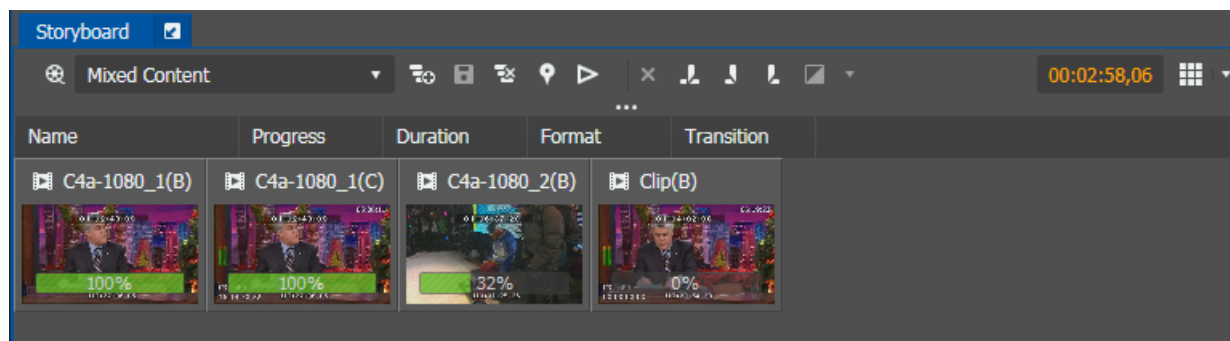 Storyboard
Mixed Content
00:02:58,06
Name Progress Duration Format Transition
C4a-1080_1(B) C4a-1080_1(C) C4a-1080_2(B) Clip(B)
100% 100% 32% 0%